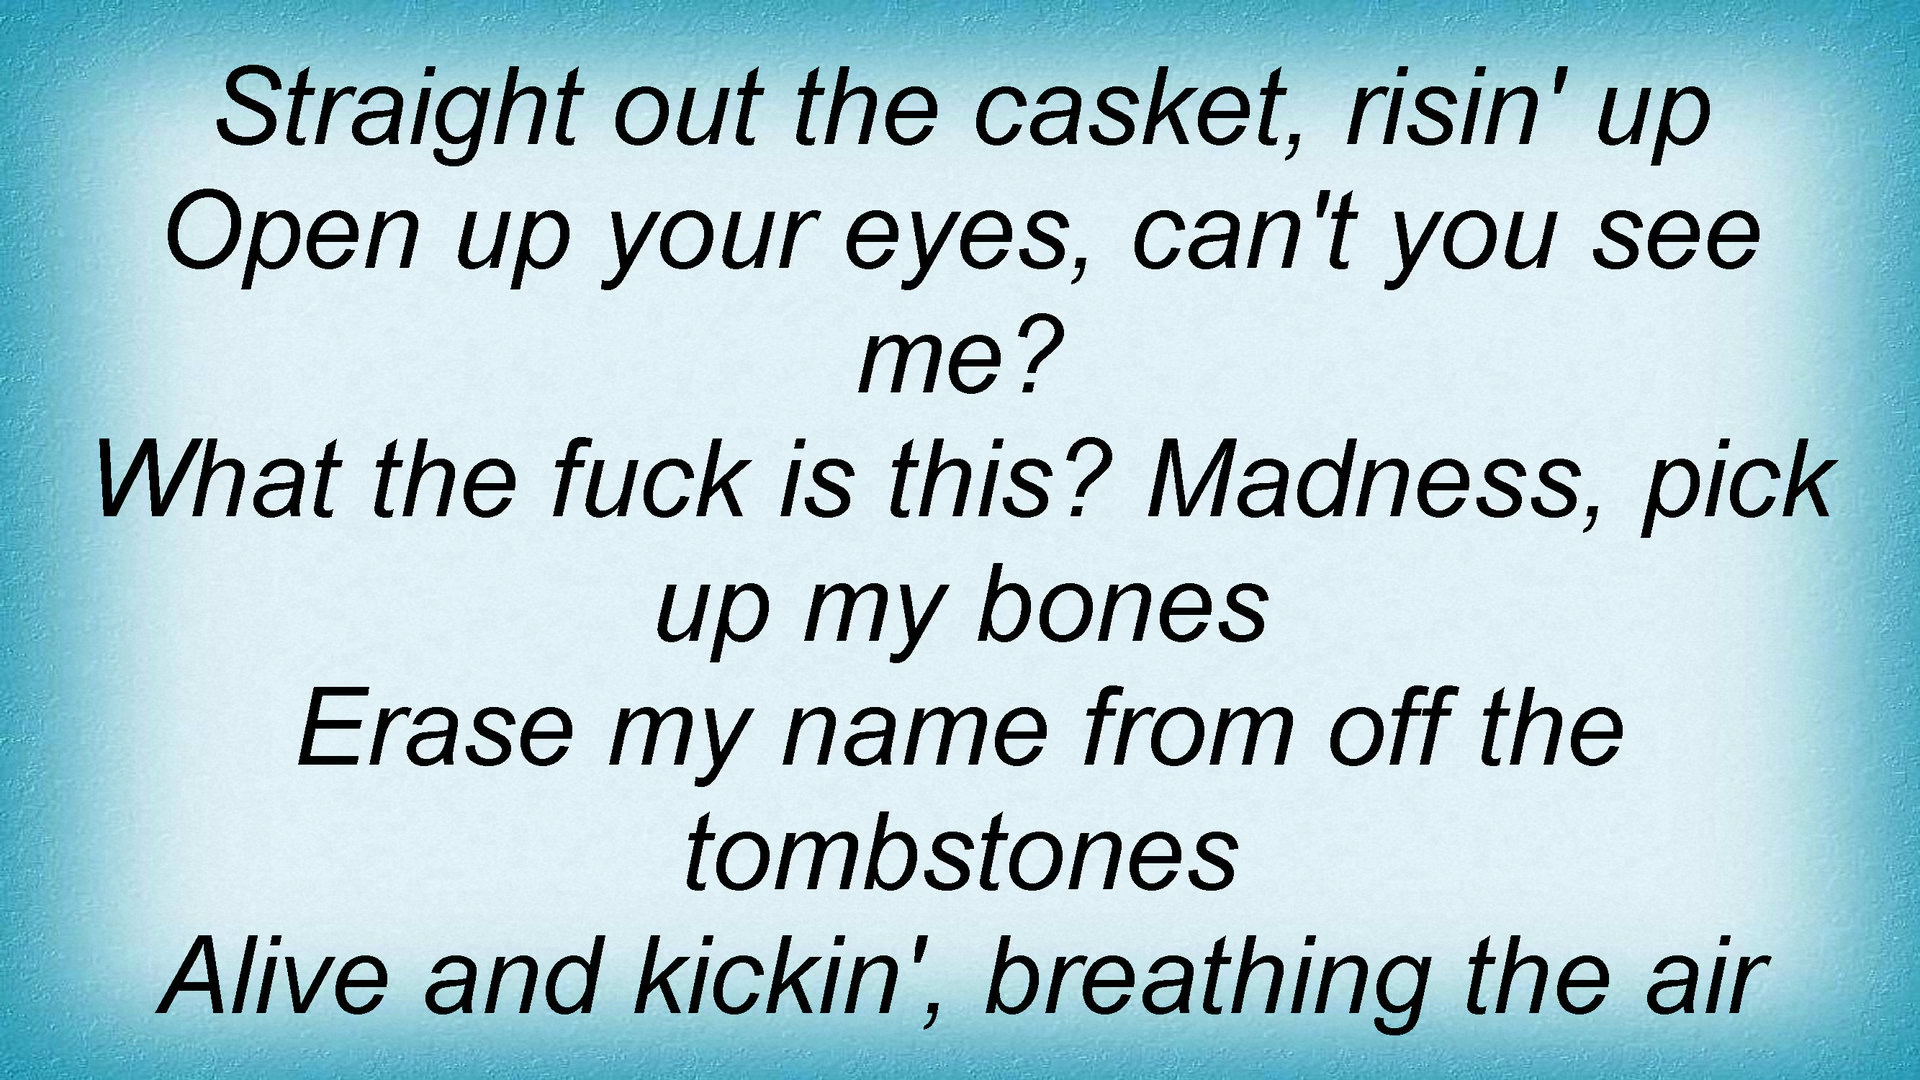 Straight out the casket, risin' up
Open up your eyes, can't you see
me?
What the fuck is this? Madness, pick
up my bones
Erase my name from off the
tombstones
Alive and kickin', breathing the air